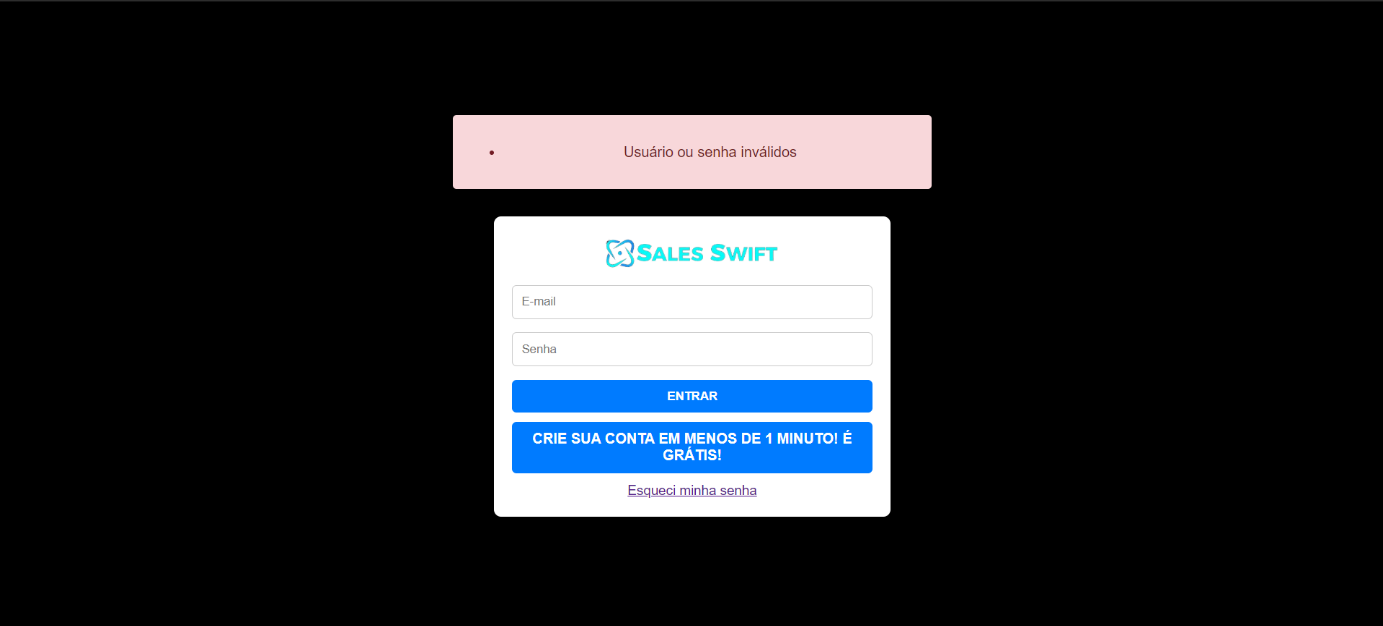 Usuário ou senha inválidos
SALES SWIFT
E-mail
Senha
ENTRAR
CRIE SUA CONTA EM MENOS DE 1 MINUTO! É
GRÁTIS!
Esqueci minha senha